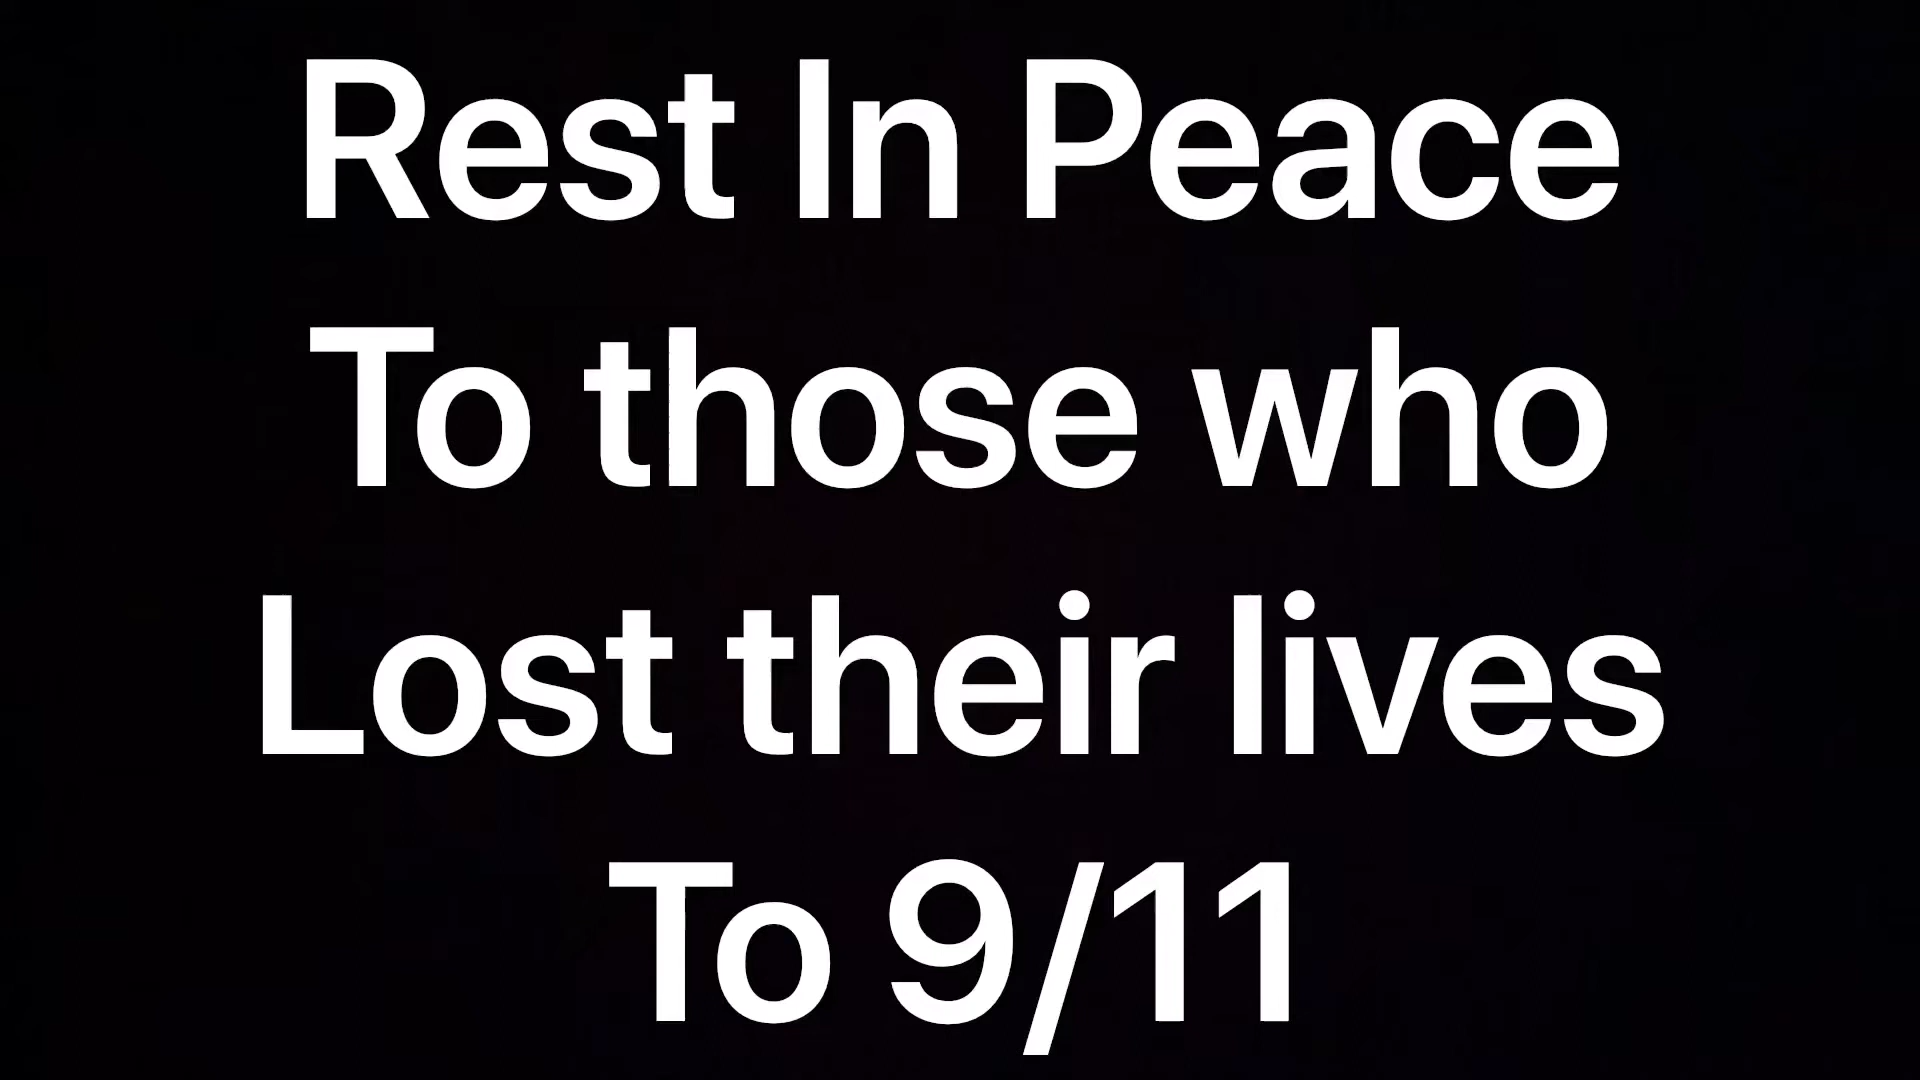 Rest In Peace
To those who
Lost their lives
To 9/11